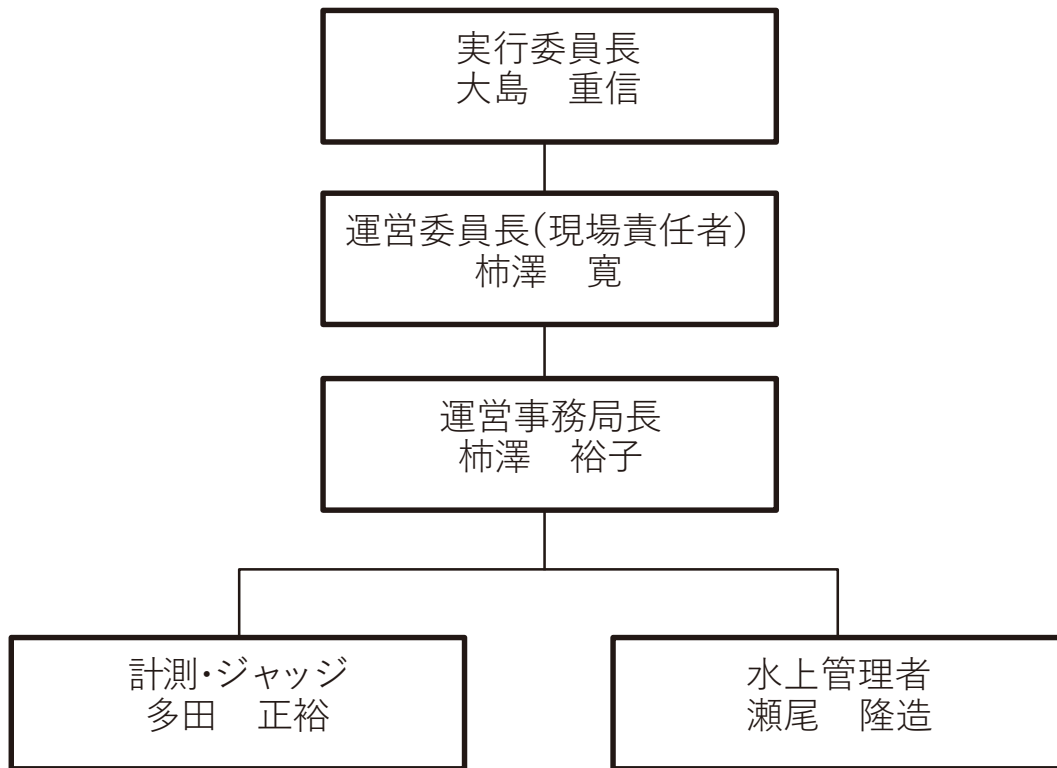 実行委員長
大島　重信
運営委員長(現場責任者)
柿澤　寛
運営事務局長
柿澤　裕子
計測・ジャッジ
多田　正裕
水上管理者
瀬尾　隆造